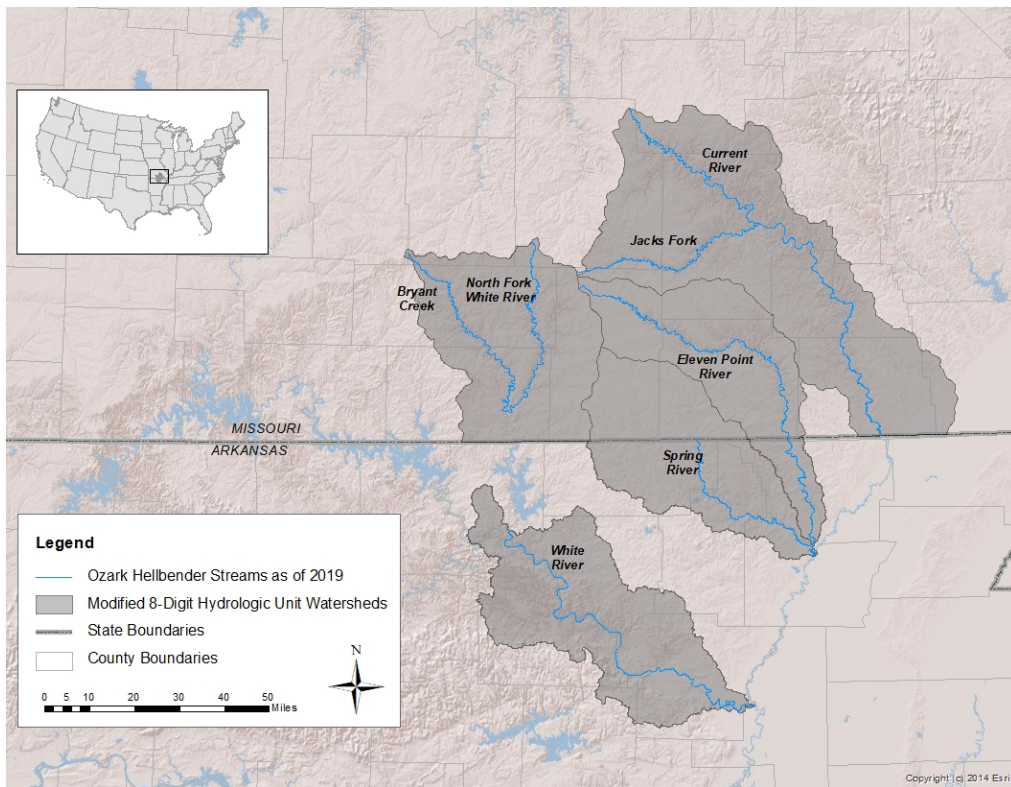 Current
River
Jacks Fork
Bryant
Creek
North Fork
White River
Eleven Point
River
MISSOURI
ARKANSAS
Spring
River
White
River
Legend
Ozark Hellbender Streams as of 2019
Modified 8-Digit Hydrologic Unit Watersheds
State Boundaries
County Boundaries
N
0 5 10 20 30 40 50
Miles
Copyright:(c) 2014 Esri